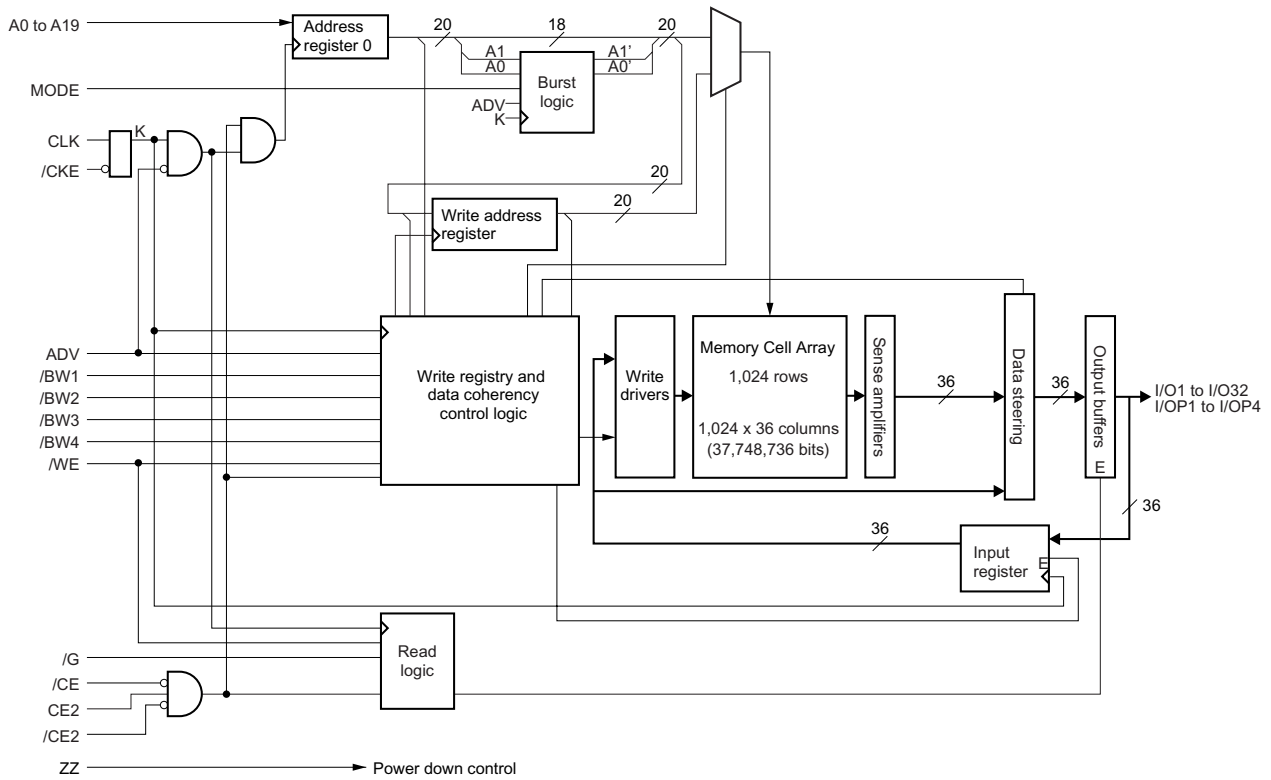 A0 to A19
Address
register 0
20
18
20
A1
A0
A1'
A0'
Burst
logic
MODE
ADV
K
CLK
K
/CKE
20
20
Write address
register
ADV
/BW1
/BW2
/BW3
/BW4
/WE
Write registry and
data coherency
control logic
Write
drivers
Memory Cell Array
1,024 rows
1,024 x 36 columns
(37,748,736 bits)
Sense amplifiers
36
Data steering
36
Output buffers
E
I/O1 to I/O32
I/OP1 to I/OP4
36
36
Input
register
E
Read
logic
/G
/CE
CE2
/CE2
ZZ
Power down control